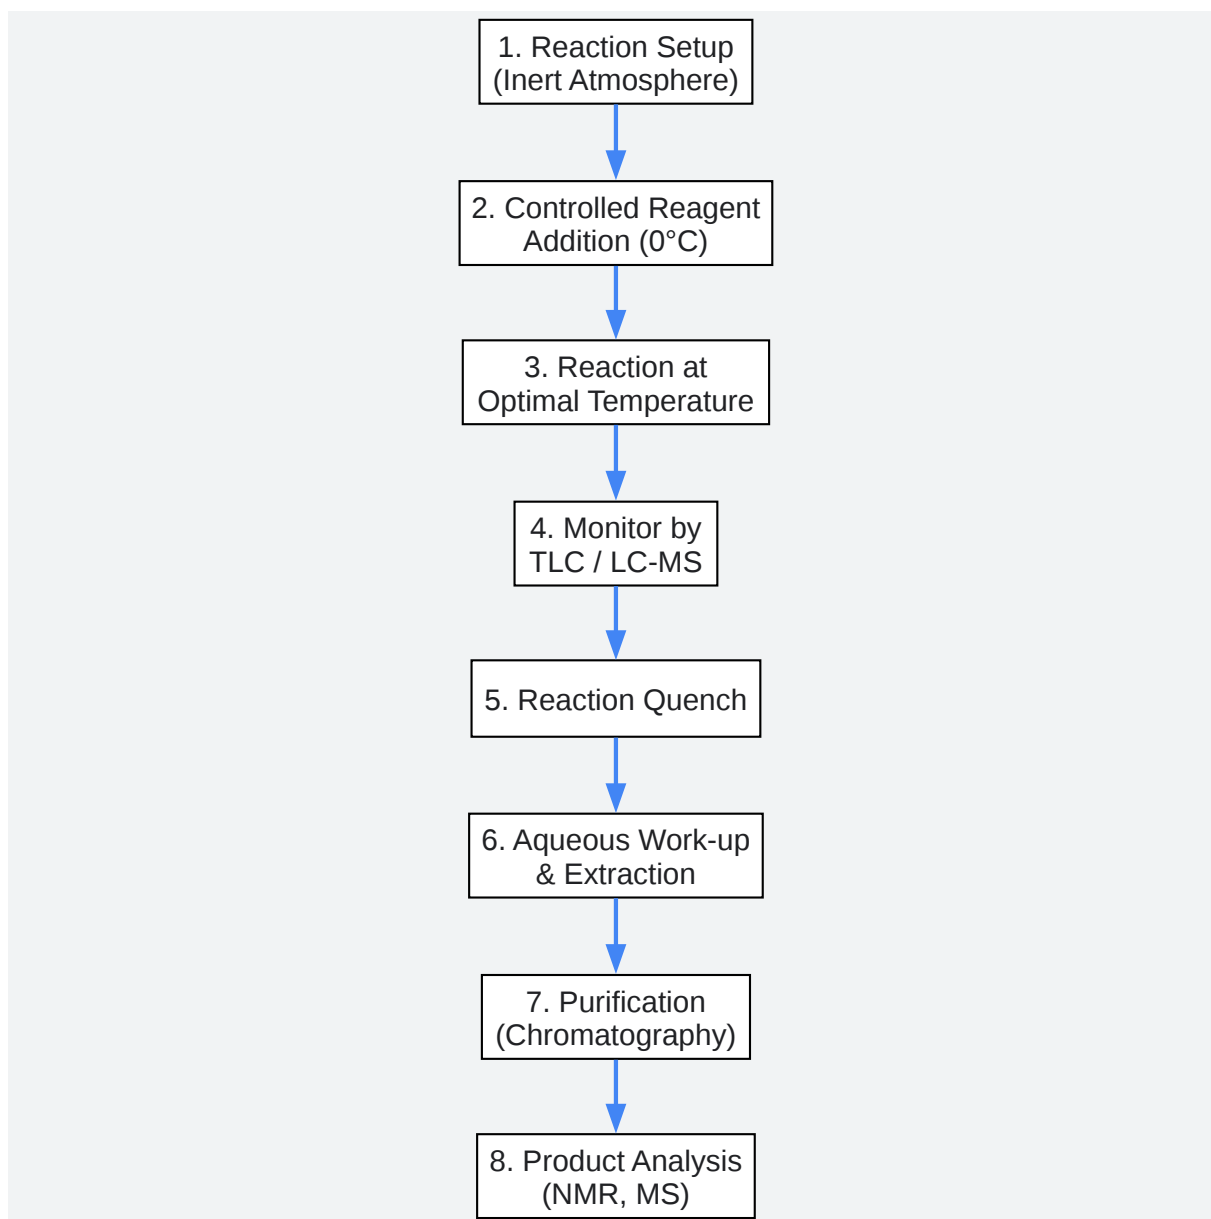 1. Reaction Setup
(Inert Atmosphere)
2. Controlled Reagent
Addition (0°C)
3. Reaction at
Optimal Temperature
4. Monitor by
TLC / LC-MS
5. Reaction Quench
6. Aqueous Work-up
& Extraction
7. Purification
(Chromatography)
8. Product Analysis
(NMR, MS)